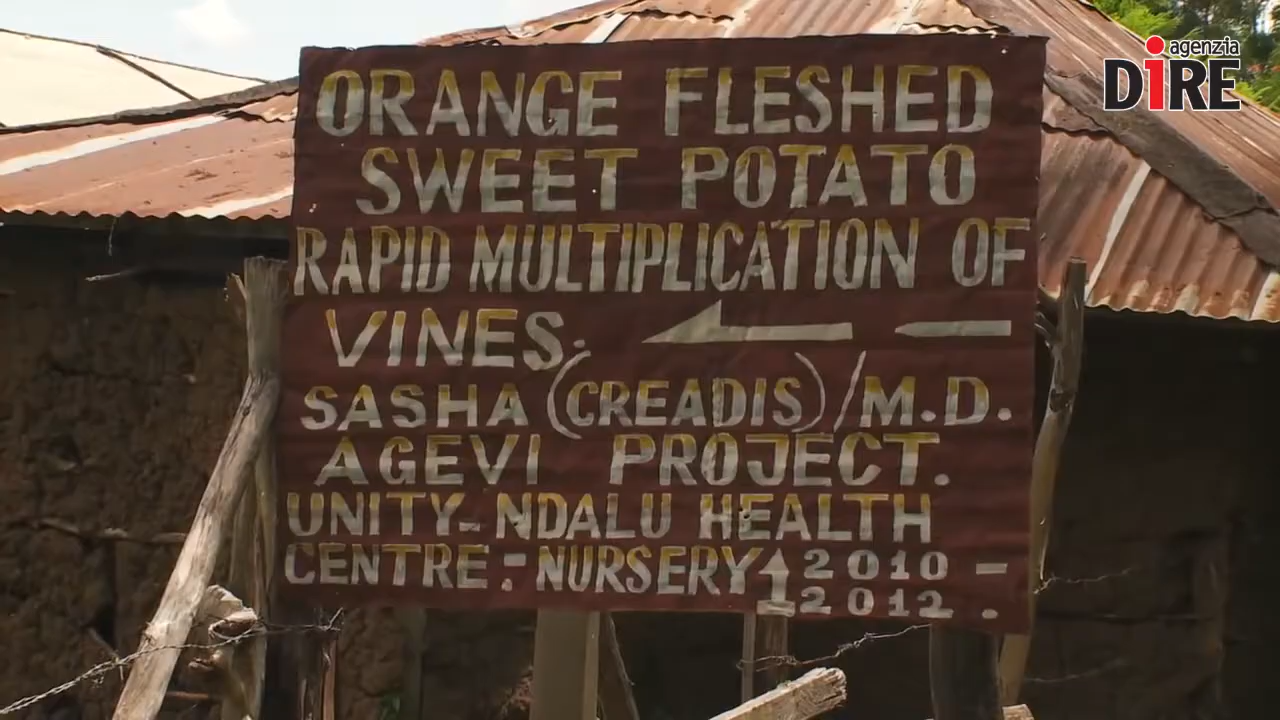 agenzia
DIRE
ORANGE FLESHED
SWEET POTATO
RAPID MULTIPLICATION OF
VINES.
SASHA (CREADIS)/M.D.
AGEVI PROJECT.
UNITY-NDALU HEALTH
CENTRE:-NURSERY 2010-
2012.